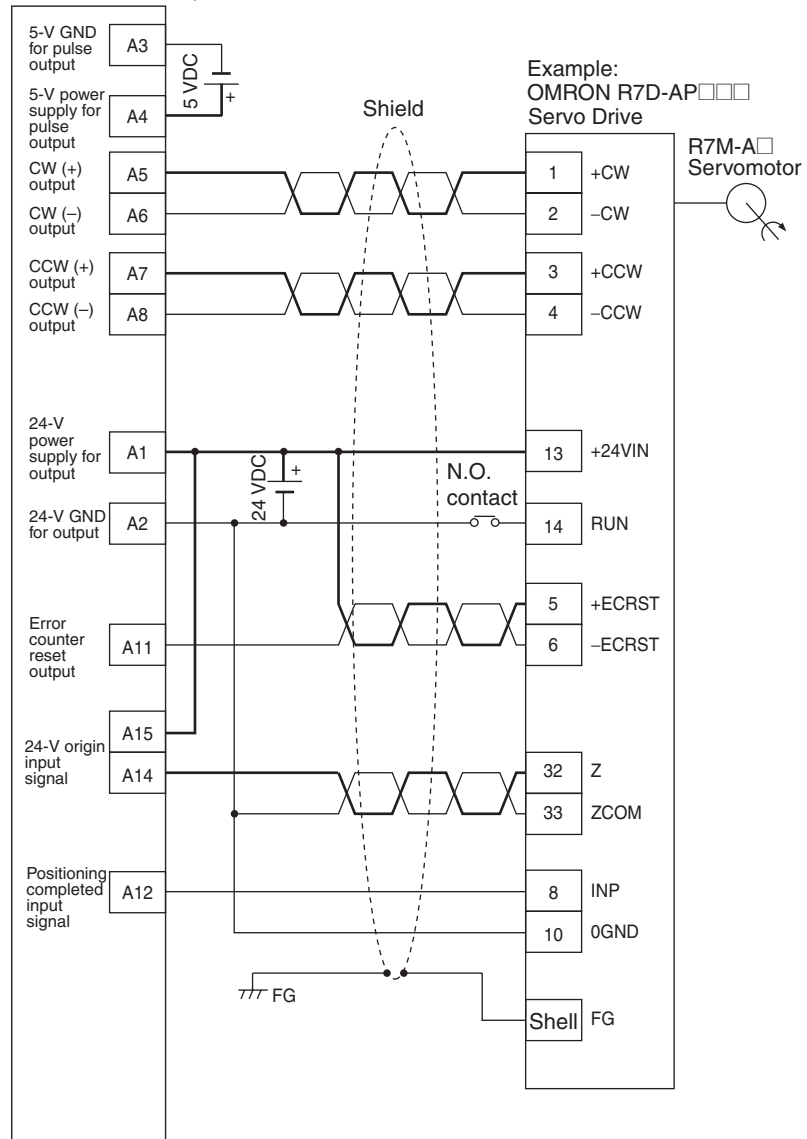 5-V GND
for pulse
output
A3
5 VDC
+
5-V power
supply for
pulse
output
A4
CW (+)
output
A5
CW (–)
output
A6
CCW (+)
output
A7
CCW (–)
output
A8
24-V
power
supply for
output
A1
24 VDC
+
24-V GND
for output
A2
Error
counter
reset
output
A11
A15
24-V origin
input
signal
A14
Positioning
completed
input
signal
A12
Shield
N.O.
contact
FG
Example:
OMRON R7D-AP□□□
Servo Drive
R7M-A□
Servomotor
1 +CW
2 –CW
3 +CCW
4 –CCW
13 +24VIN
14 RUN
5 +ECRST
6 –ECRST
32 Z
33 ZCOM
8 INP
10 0GND
Shell FG